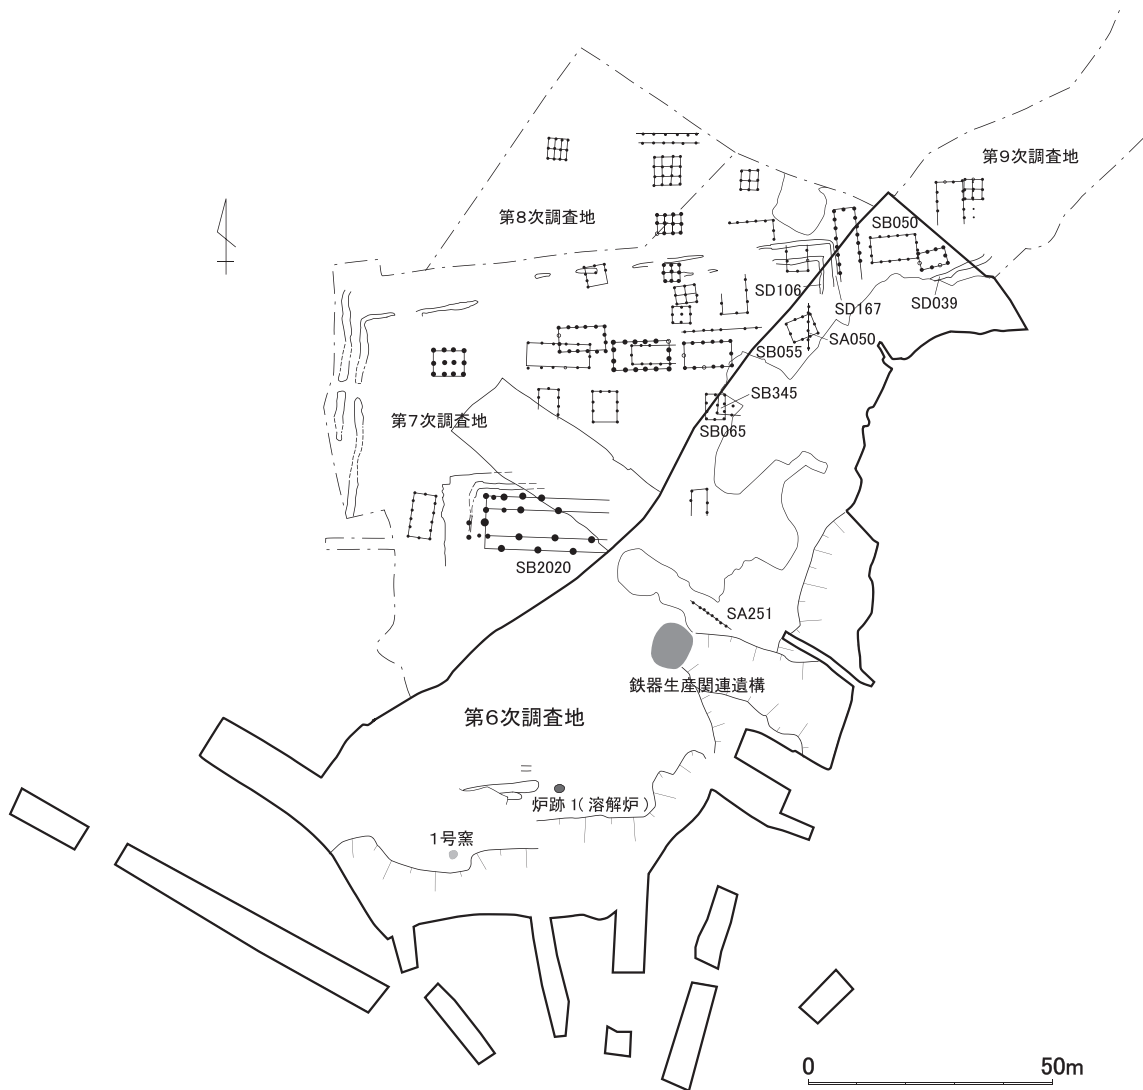 第9次調査地
第8次調査地
SB050
SD106
SD167
SD039
SB055
SA050
SB345
SB065
第7次調査地
SB2020
SA251
鉄器生産関連遺構
第6次調査地
炉跡1(溶解炉)
1号窯
0 50m